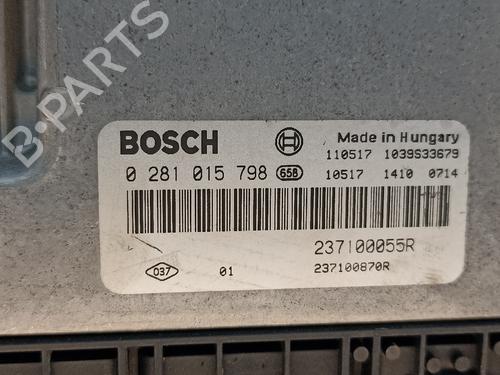 B-PARTS
BOSCH
Made in Hungary
110517 1039S33679
0 281 015 798 658
10517 1410 0714
237100055R
037 01 237100870R